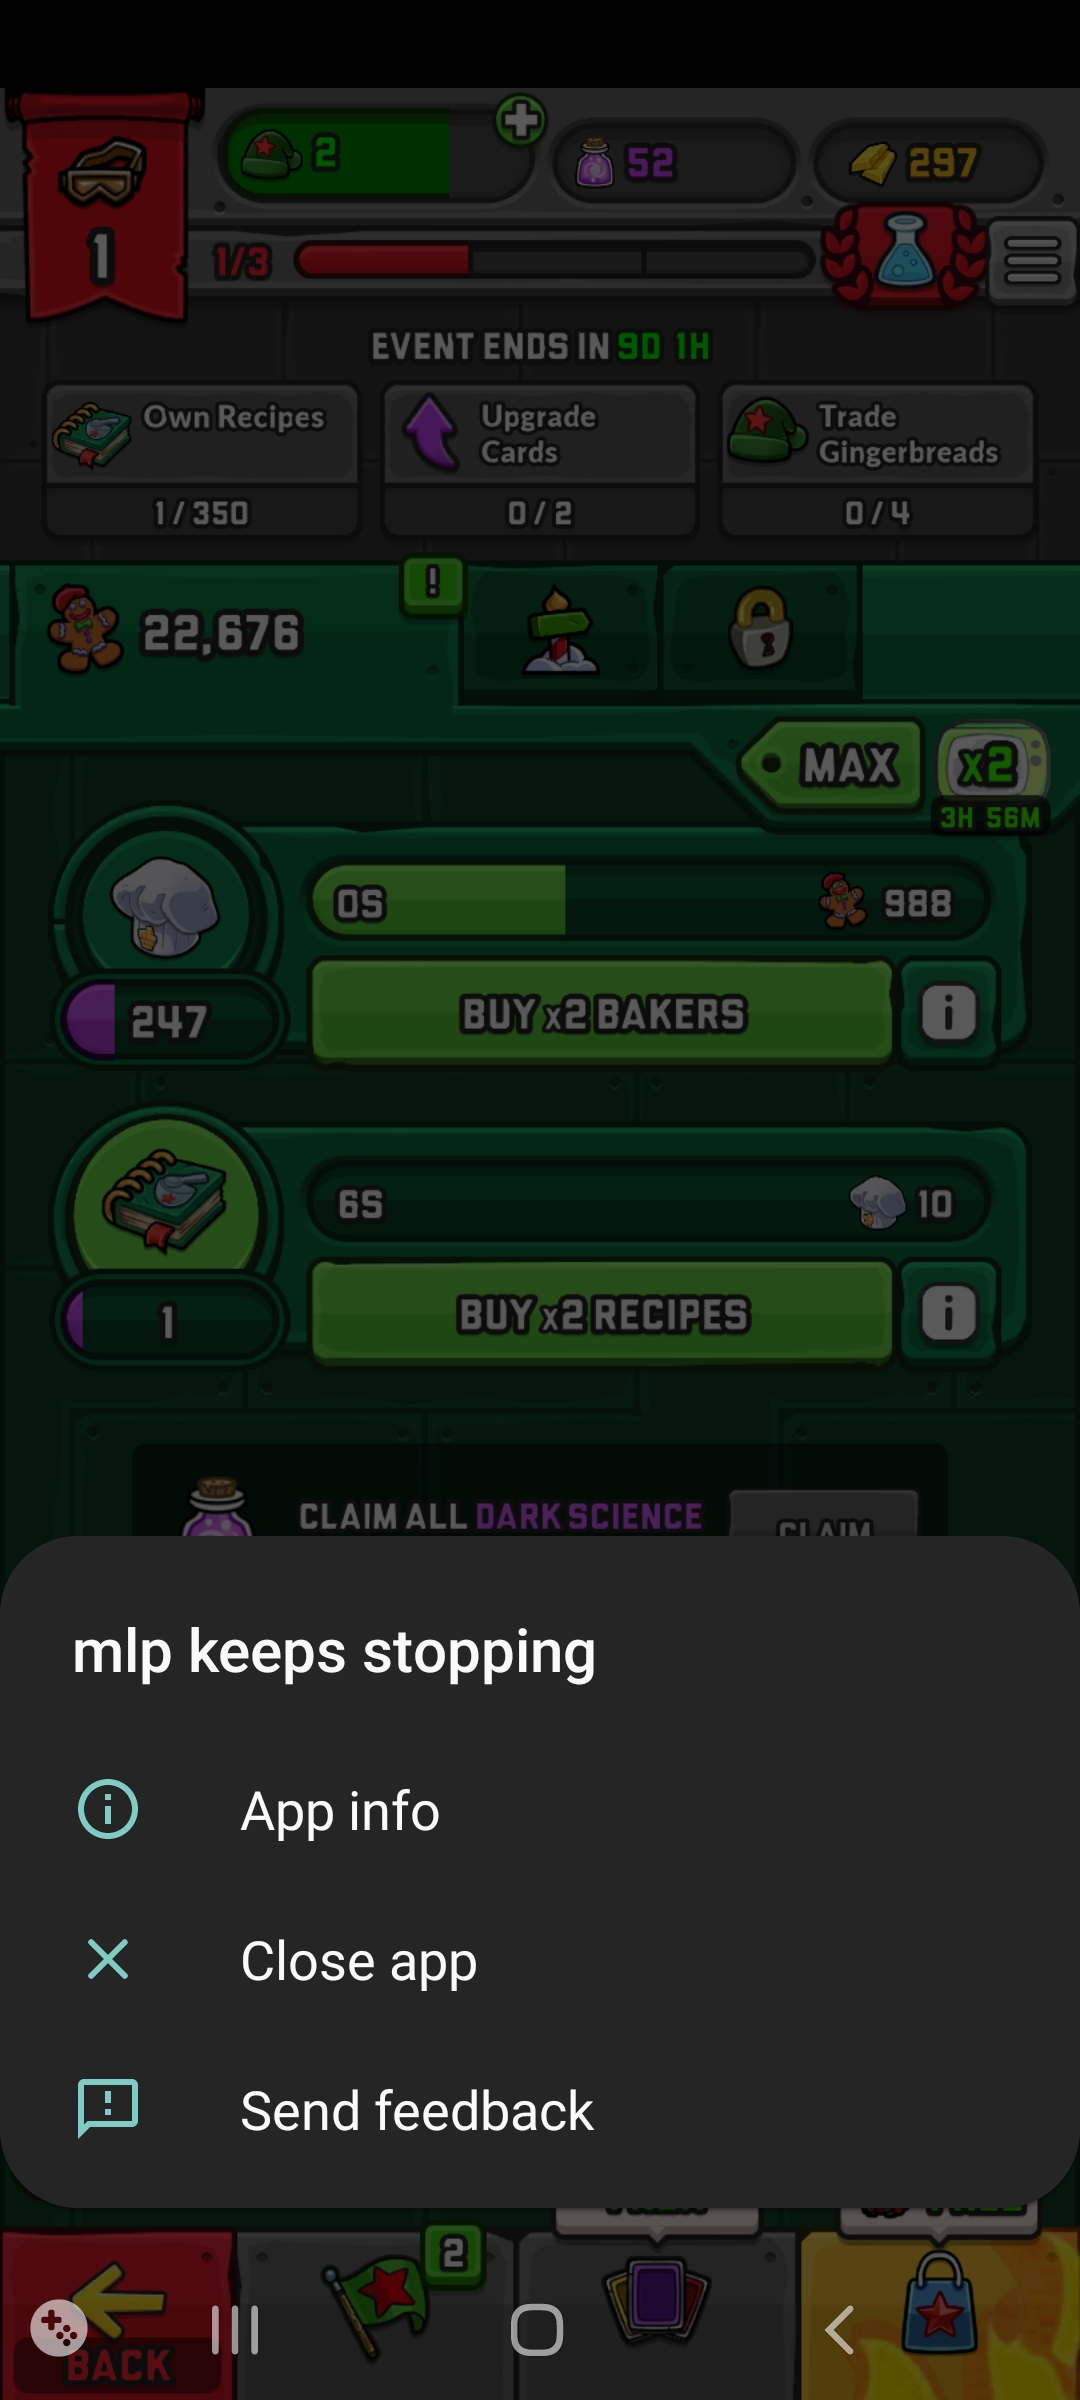 2
52
297
1
1/3
EVENT ENDS IN 9D 1H
Own Recipes
1 / 350
Upgrade
Cards
0 / 2
Trade
Gingerbreads
0 / 4
22,676
!
MAX
x2
3H 56M
0S
988
247
BUY x2 BAKERS
i
6S
10
1
BUY x2 RECIPES
i
CLAIM ALL DARK SCIENCE
CLAIM
mlp keeps stopping
App info
Close app
Send feedback
2
BACK